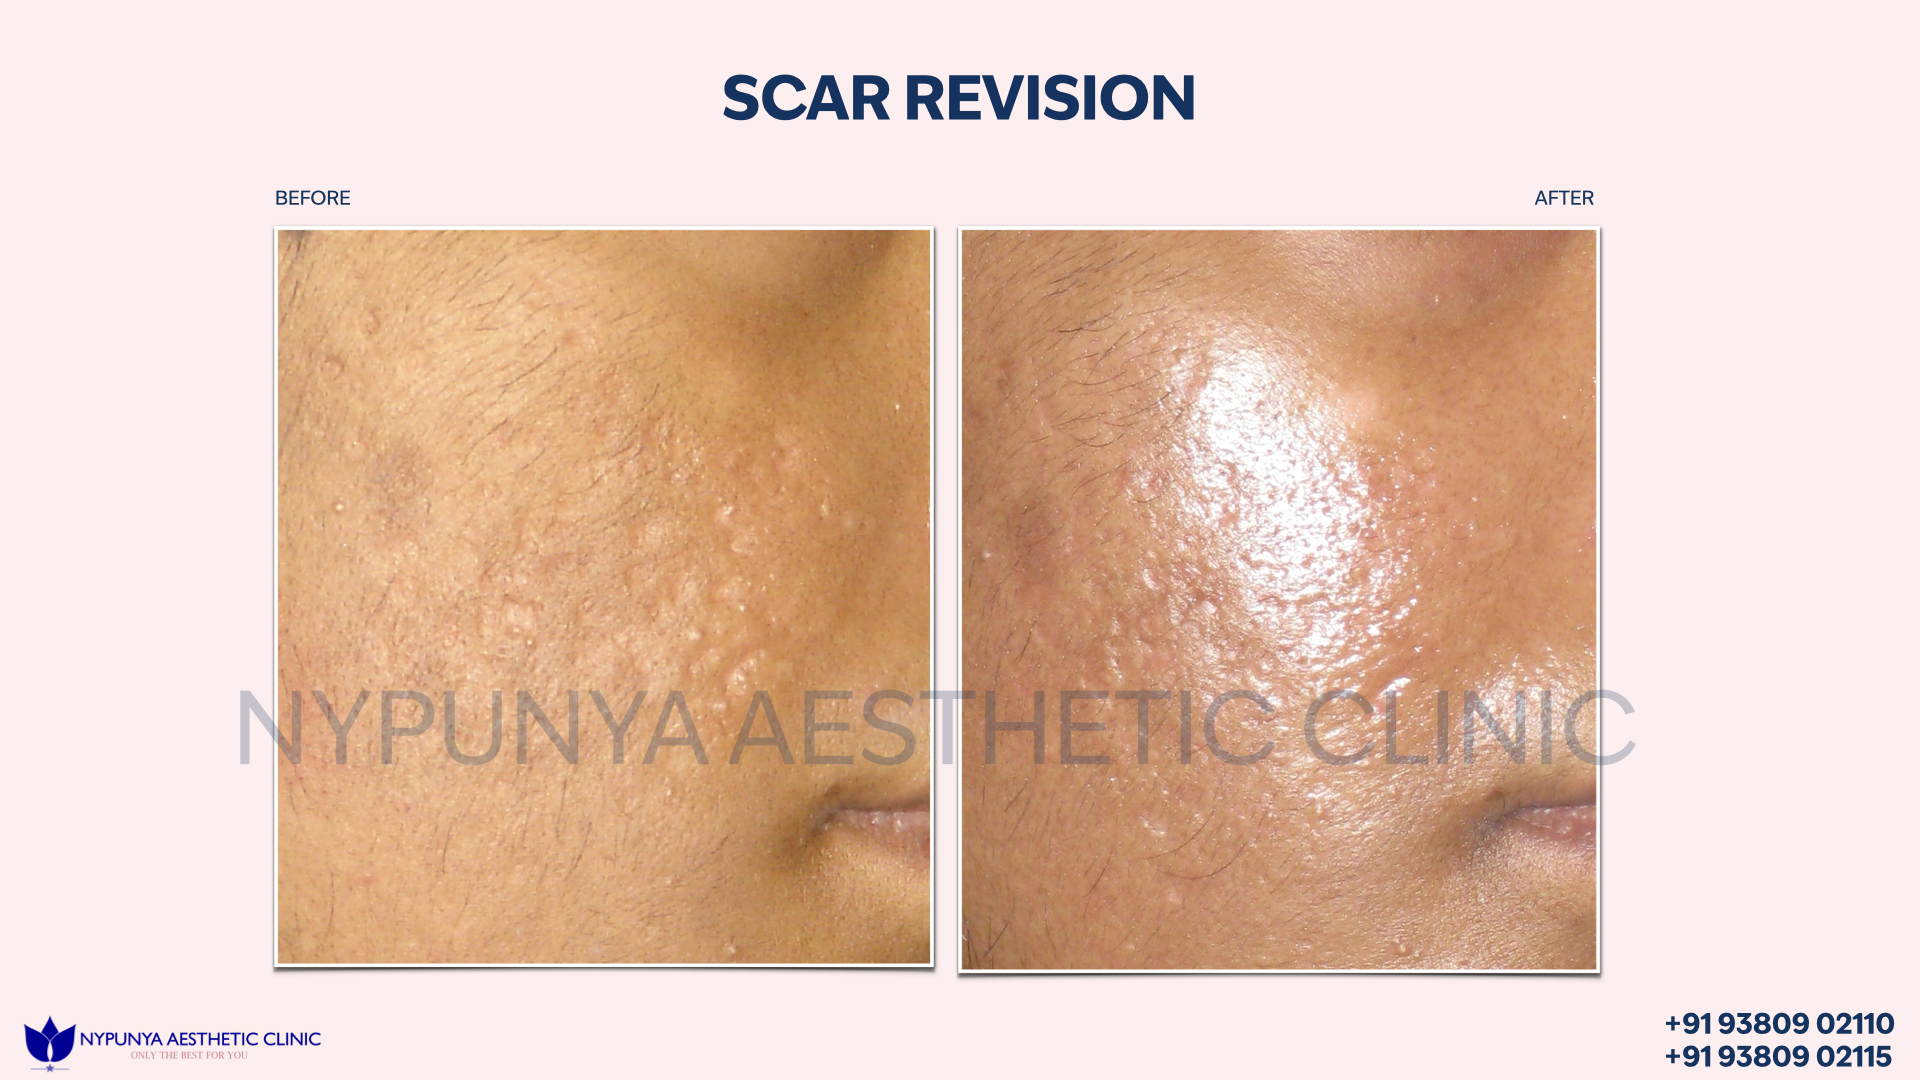 SCAR REVISION
BEFORE
AFTER
NYPUNYA AESTHETIC CLINIC
NYPUNYA AESTHETIC CLINIC
ONLY THE BEST FOR YOU
+91 93809 02110
+91 93809 02115